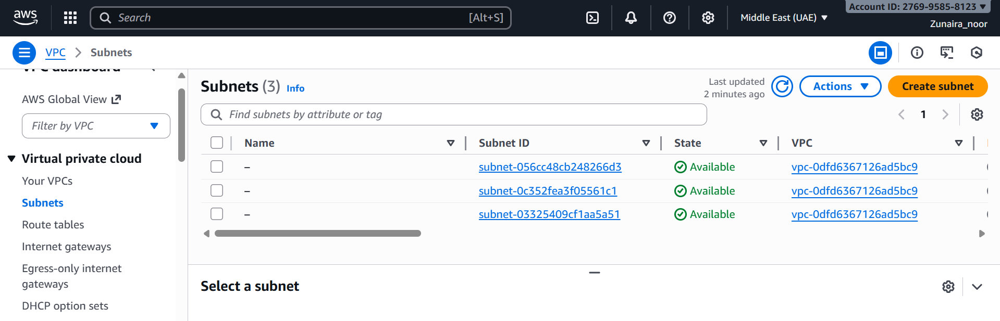 aws
Search
[Alt+S]
Middle East (UAE)
Account ID: 2769-9585-8123
Zunaira_noor
VPC
Subnets
VPC dashboard
AWS Global View
Filter by VPC
Virtual private cloud
Your VPCs
Subnets
Route tables
Internet gateways
Egress-only internet
gateways
DHCP option sets
Subnets (3) Info
Last updated
2 minutes ago
Actions
Create subnet
Find subnets by attribute or tag
1
Name Subnet ID State VPC
– subnet-056cc48cb248266d3 Available vpc-0dfd6367126ad5bc9
– subnet-0c352fea3f05561c1 Available vpc-0dfd6367126ad5bc9
– subnet-03325409cf1aa5a51 Available vpc-0dfd6367126ad5bc9
Select a subnet